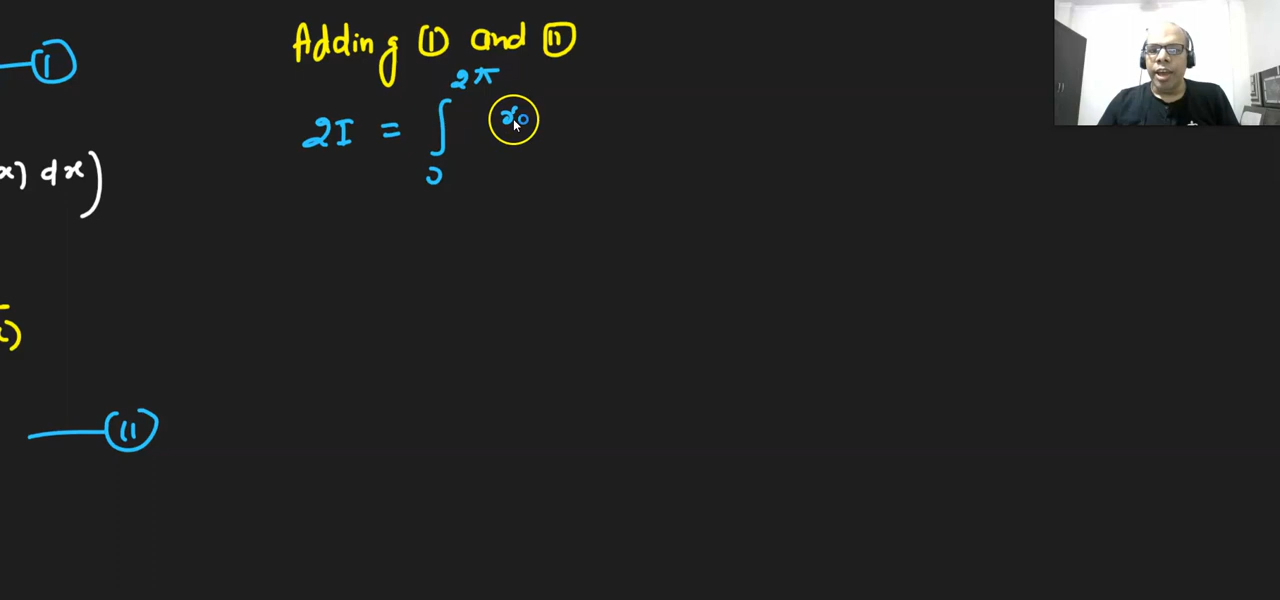 Adding (I) and (II)
(I)
2π
2I = ∫ x
0
x) dx)
x)
(II)